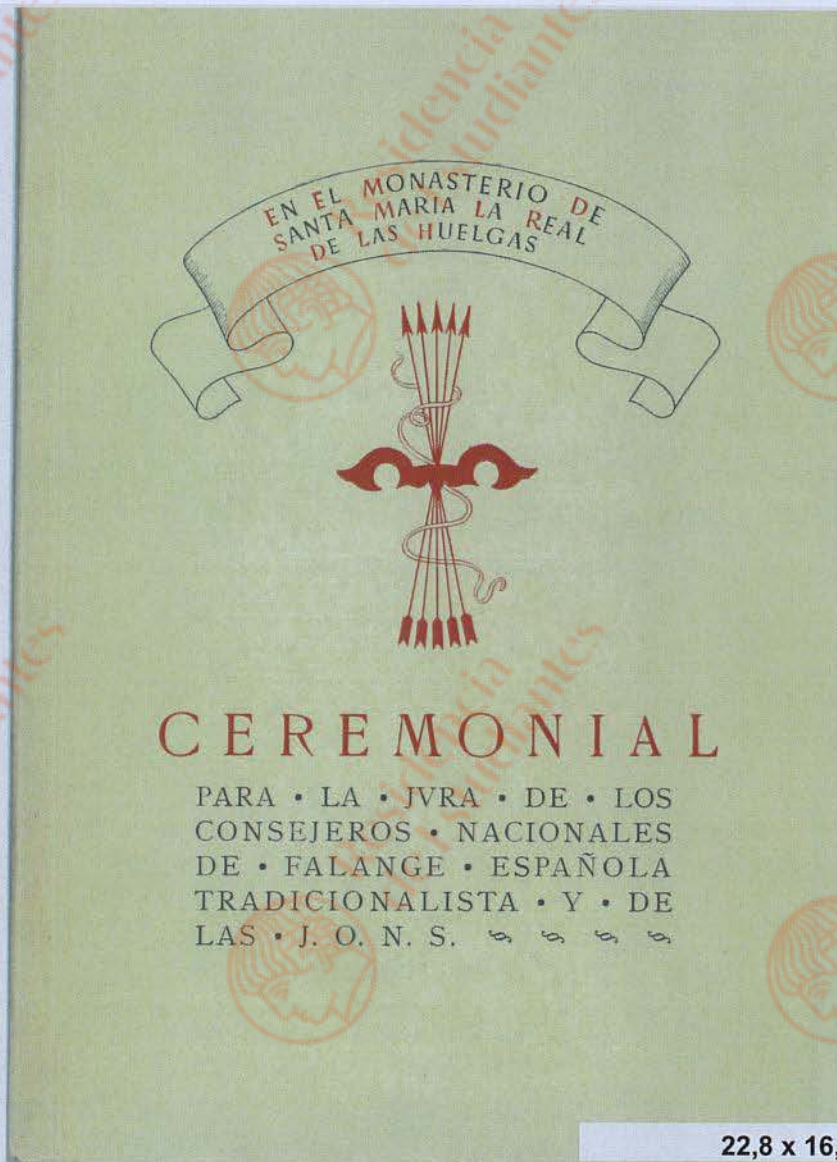 EN EL MONASTERIO DE
SANTA MARIA LA REAL
DE LAS HUELGAS
CEREMONIAL
PARA • LA • JVRA • DE • LOS
CONSEJEROS • NACIONALES
DE • FALANGE • ESPAÑOLA
TRADICIONALISTA • Y • DE
LAS • J. O. N. S.
22,8 x 16,